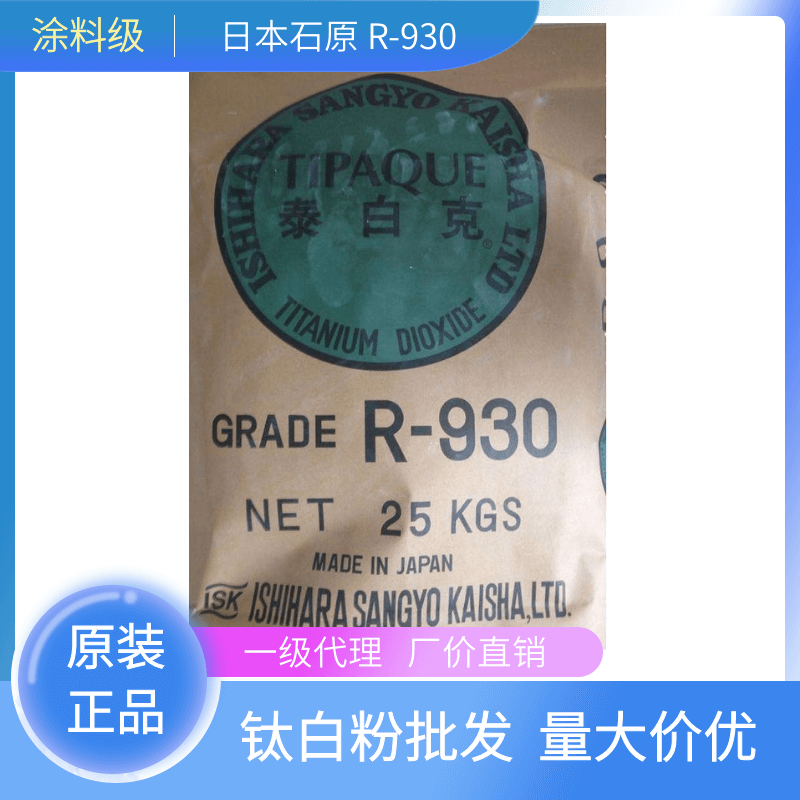 涂料级
日本石原 R-930
ISHIHARA SANGYO KAISHA LTD
TIPAQUE
泰白克®
TITANIUM DIOXIDE
GRADE R-930
NET 25 KGS
MADE IN JAPAN
ISK ISHIHARA SANGYO KAISHA,LTD.
一级代理 厂价直销
原装
正品
钛白粉批发 量大价优